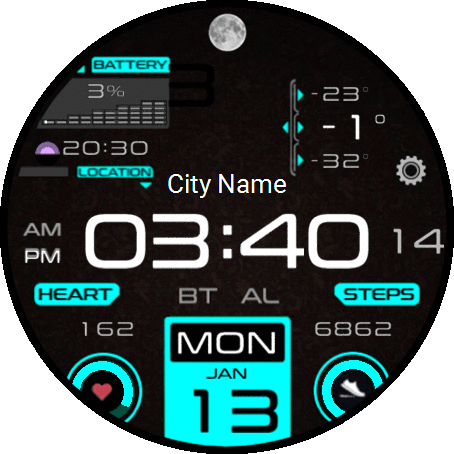 BATTERY
3%
-23°
-1°
20:30
-32°
LOCATION
City Name
AM
PM
03:40
14
HEART
BT AL
STEPS
162
6862
MON
JAN
13